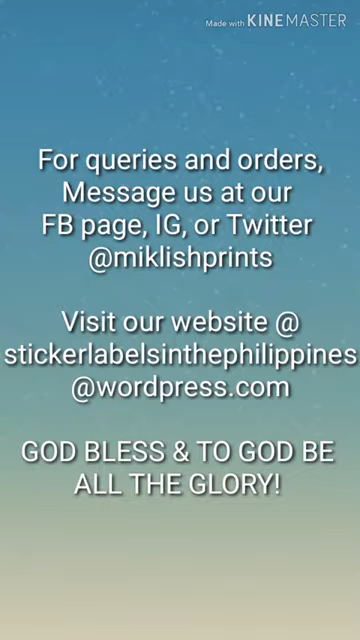 Made with KINEMASTER
For queries and orders,
Message us at our
FB page, IG, or Twitter
@miklishprints
Visit our website @
stickerlabelsinthephilippines
@wordpress.com
GOD BLESS & TO GOD BE
ALL THE GLORY!